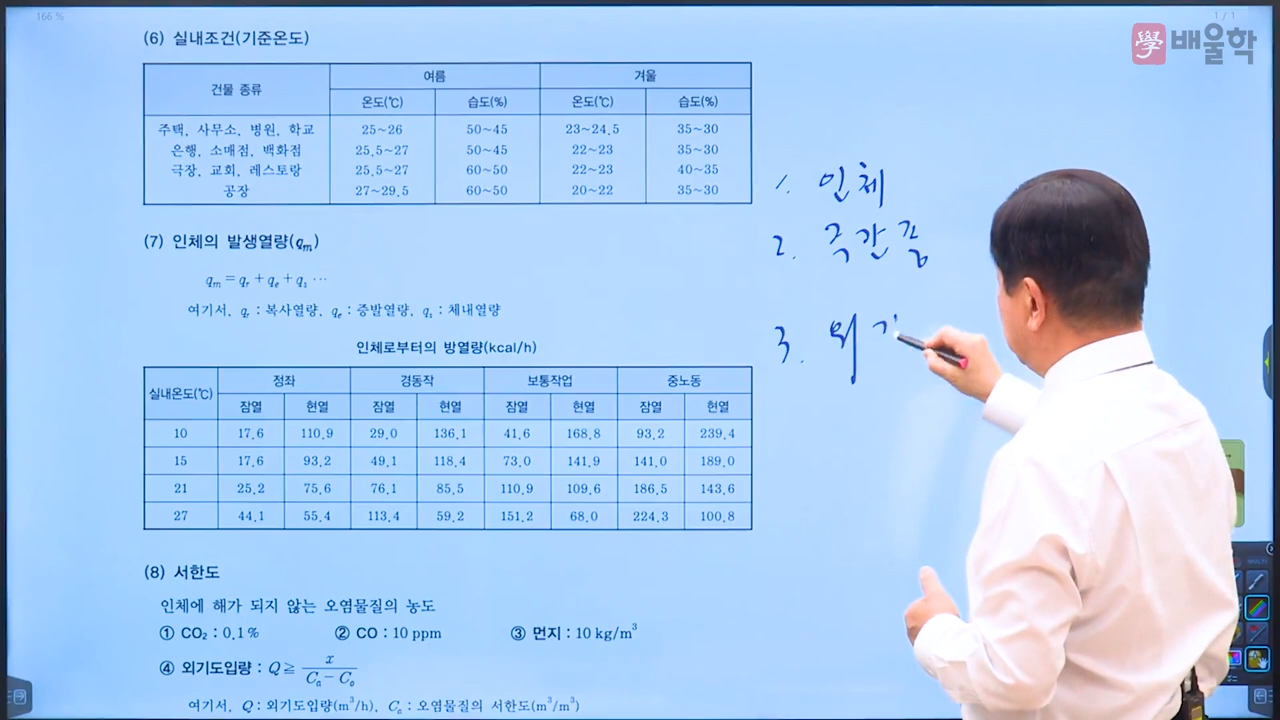 166 %
1 / 1
學 배울학
(6) 실내조건(기준온도)
건물 종류 여름 겨울
온도(℃) 습도(%) 온도(℃) 습도(%)
주택, 사무소, 병원, 학교 25~26 50~45 23~24.5 35~30
은행, 소매점, 백화점 25.5~27 50~45 22~23 35~30
극장, 교회, 레스토랑 25.5~27 60~50 22~23 40~35
공장 27~29.5 60~50 20~22 35~30
(7) 인체의 발생열량(qm)
qm = qr + qe + qs ···
여기서, qr : 복사열량, qe : 증발열량, qs : 체내열량
인체로부터의 방열량(kcal/h)
실내온도(℃) 정좌 경동작 보통작업 중노동
잠열 현열 잠열 현열 잠열 현열 잠열 현열
10 17.6 110.9 29.0 136.1 41.6 168.8 93.2 239.4
15 17.6 93.2 49.1 118.4 73.0 141.9 141.0 189.0
21 25.2 75.6 76.1 85.5 110.9 109.6 186.5 143.6
27 44.1 55.4 113.4 59.2 151.2 68.0 224.3 100.8
(8) 서한도
인체에 해가 되지 않는 오염물질의 농도
① CO₂ : 0.1% ② CO : 10 ppm ③ 먼지 : 10 kg/m³
④ 외기도입량 : Q ≥ x / (Ca − Co)
여기서, Q : 외기도입량(m³/h), Ca : 오염물질의 서한도(m³/m³)
1. 인체
2. 극간풍
3. 외